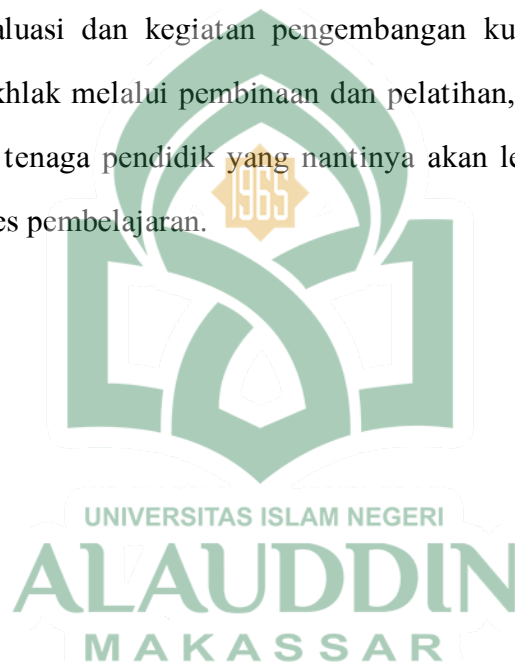 aluasi dan kegiatan pengembangan ku
khlak melalui pembinaan dan pelatihan,
tenaga pendidik yang nantinya akan le
es pembelajaran.
1965
UNIVERSITAS ISLAM NEGERI
ALAUDDIN
MAKASSAR